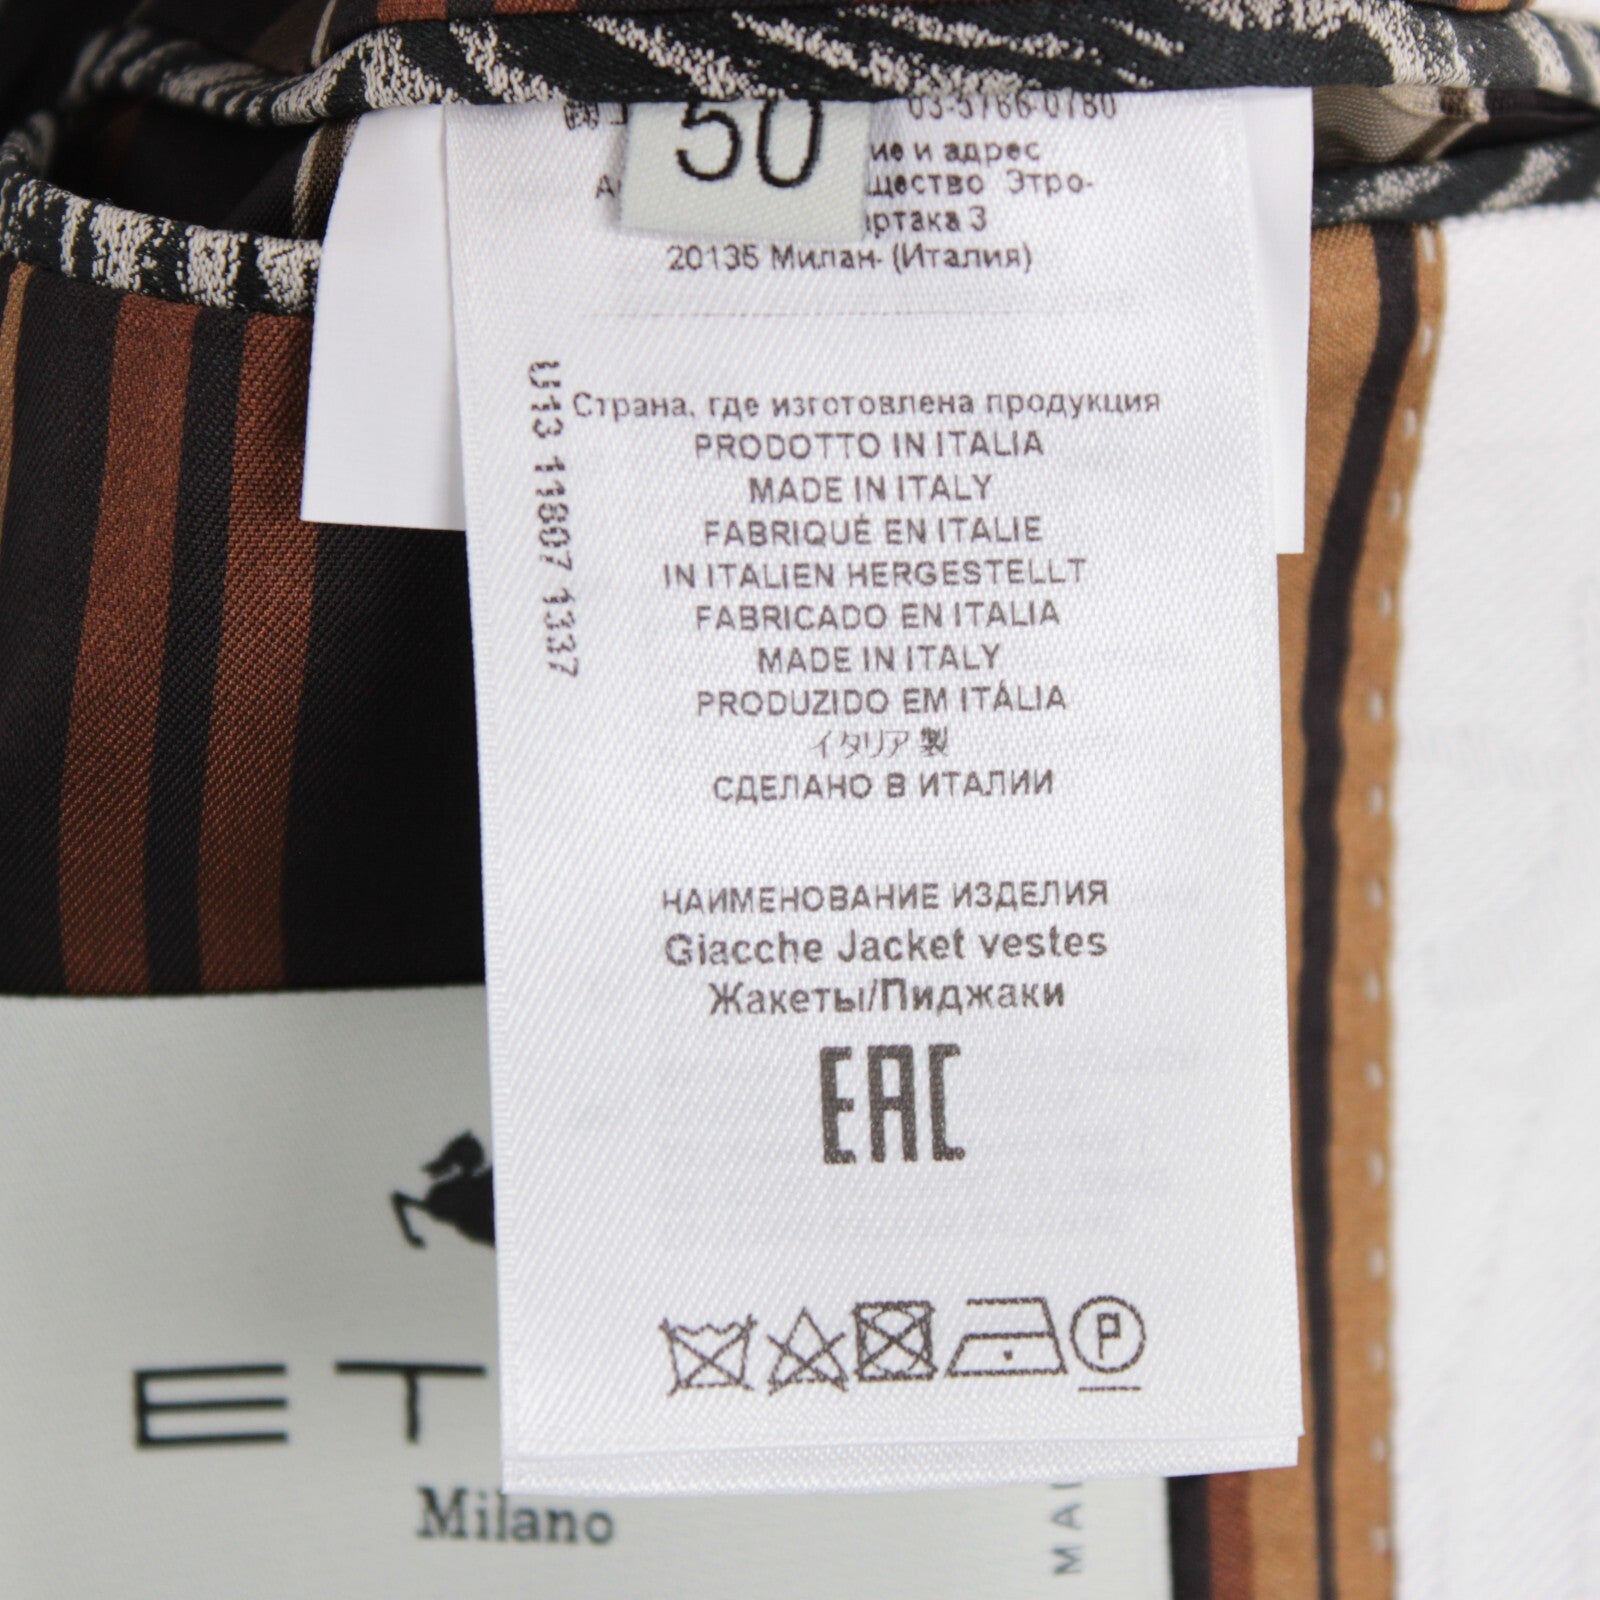 50
03-5766-0780
ие и адрес
щество Этро-
ртака 3
20135 Милан- (Италия)
U13 11807 1337
Страна, где изготовлена продукция
PRODOTTO IN ITALIA
MADE IN ITALY
FABRIQUÉ EN ITALIE
IN ITALIEN HERGESTELLT
FABRICADO EN ITALIA
MADE IN ITALY
PRODUZIDO EM ITÁLIA
イタリア製
СДЕЛАНО В ИТАЛИИ
НАИМЕНОВАНИЕ ИЗДЕЛИЯ
Giacche Jacket vestes
Жакеты/Пиджаки
EAC
P
ET
Milano
MA